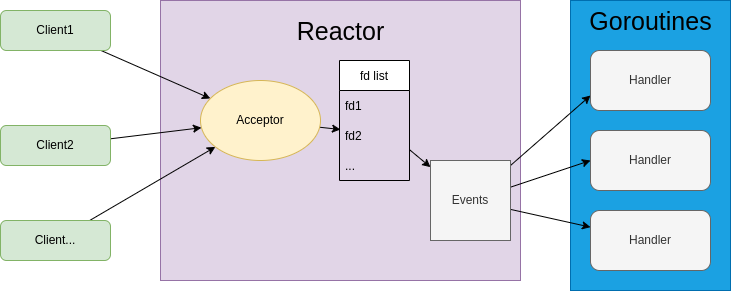 Client1
Client2
Client...
Reactor
Acceptor
fd list
fd1
fd2
...
Events
Goroutines
Handler
Handler
Handler